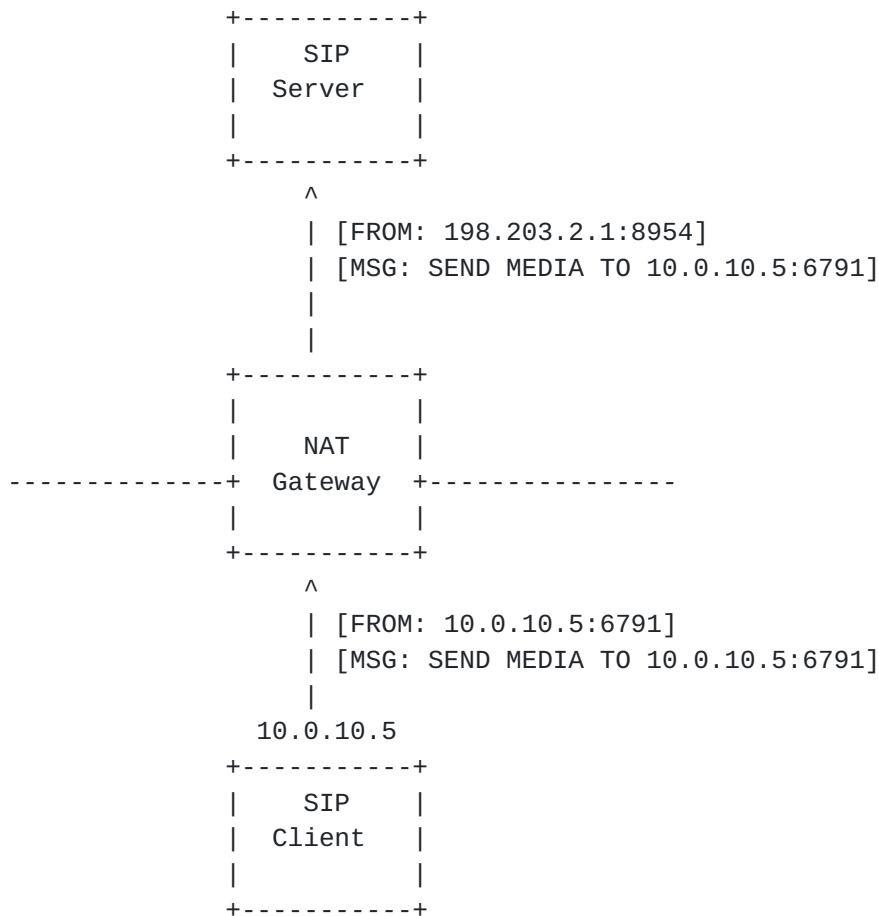 SIP
Server
[FROM: 198.203.2.1:8954]
[MSG: SEND MEDIA TO 10.0.10.5:6791]
NAT
Gateway
[FROM: 10.0.10.5:6791]
[MSG: SEND MEDIA TO 10.0.10.5:6791]
10.0.10.5
SIP
Client